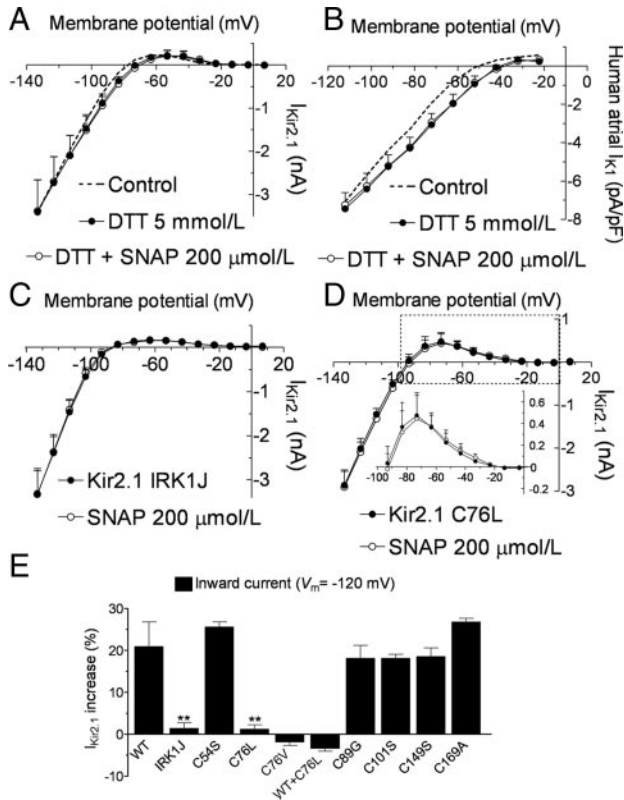 A
Membrane potential (mV)
-140 -100 -60 -20 20
-1
-2
-3
I Kir2.1 (nA)
Control
DTT 5 mmol/L
DTT + SNAP 200 μmol/L
B
Membrane potential (mV)
-120 -100 -80 -60 -40 -20 0
-2
-4
-6
-8
Human atrial I K1 (pA/pF)
Control
DTT 5 mmol/L
DTT + SNAP 200 μmol/L
C
Membrane potential (mV)
-140 -100 -60 -20 20
-1
-2
-3
I Kir2.1 (nA)
Kir2.1 IRK1J
SNAP 200 μmol/L
D
Membrane potential (mV)
1
-140 -100 -60 -20 20
-1
-2
-3
I Kir2.1 (nA)
0.6
0.4
0.2
0
0.2
-100 -80 -60 -40 -20 0
Kir2.1 C76L
SNAP 200 μmol/L
E
Inward current (Vm= -120 mV)
I Kir2.1 increase (%)
30
20
10
0
-10
** **
WT IRK1J C54S C76L C76V WT+C76L C89G C101S C149S C169A